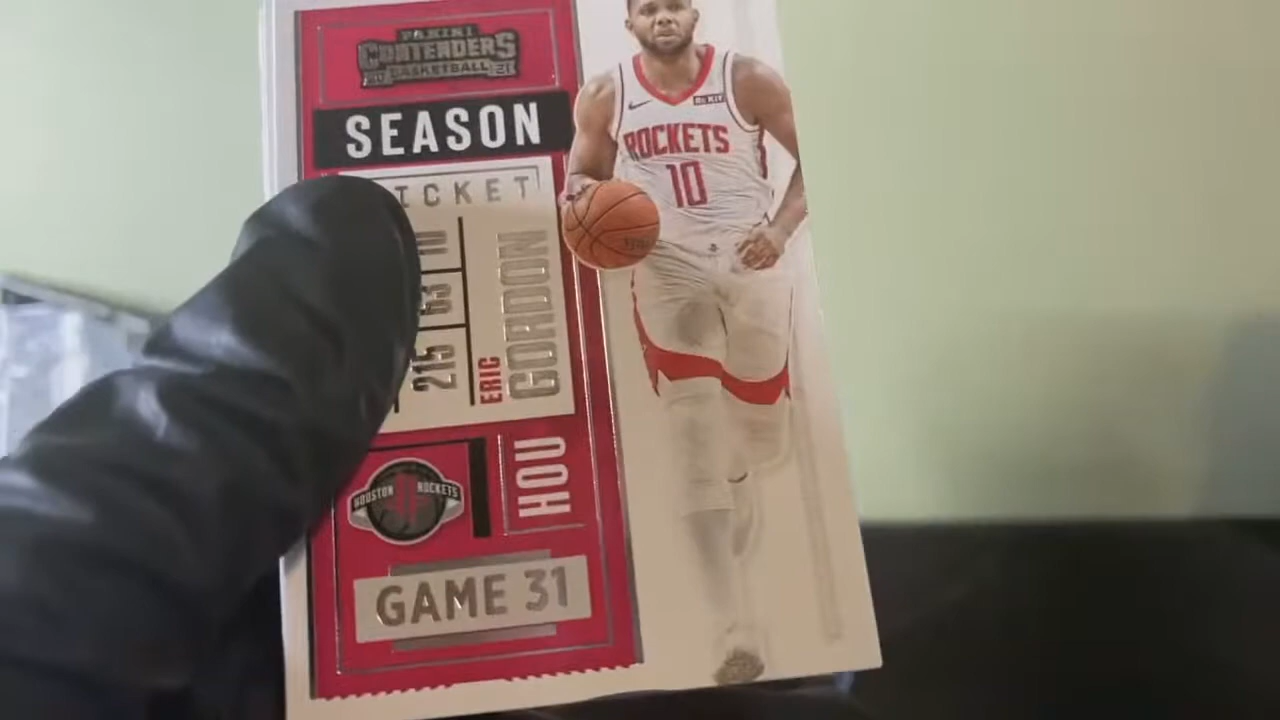 PANINI
CONTENDERS
20 BASKETBALL 21
SEASON
TICKET
10
63
215
ERIC
GORDON
HOU
HOUSTON ROCKETS
GAME 31
ROCKETS
10